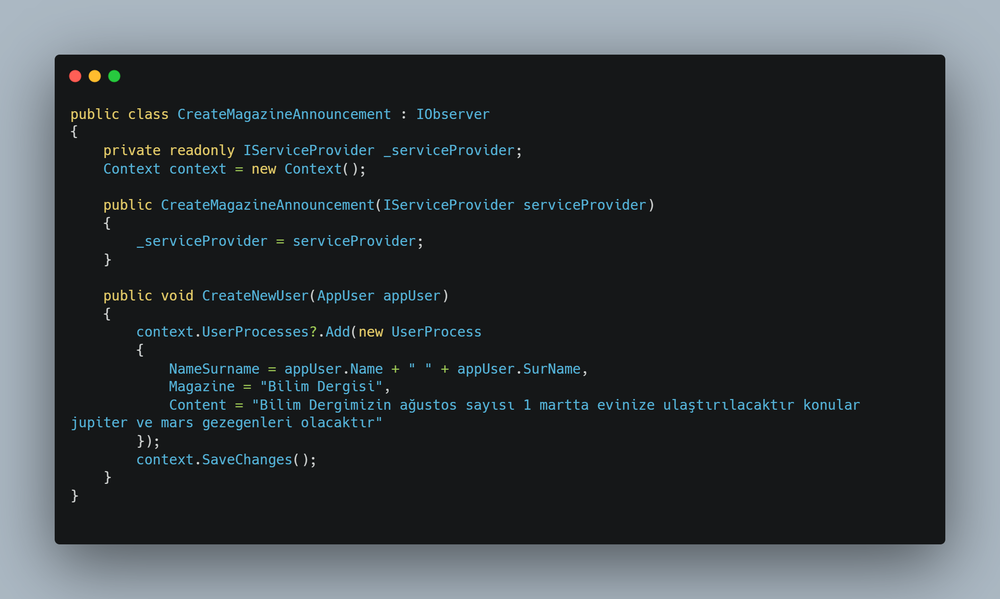 public class CreateMagazineAnnouncement : IObserver
{
    private readonly IServiceProvider _serviceProvider;
    Context context = new Context();

    public CreateMagazineAnnouncement(IServiceProvider serviceProvider)
    {
        _serviceProvider = serviceProvider;
    }

    public void CreateNewUser(AppUser appUser)
    {
        context.UserProcesses?.Add(new UserProcess
        {
            NameSurname = appUser.Name + " " + appUser.SurName,
            Magazine = "Bilim Dergisi",
            Content = "Bilim Dergimizin ağustos sayısı 1 martta evinize ulaştırılacaktır konular
jupiter ve mars gezegenleri olacaktır"
        });
        context.SaveChanges();
    }
}